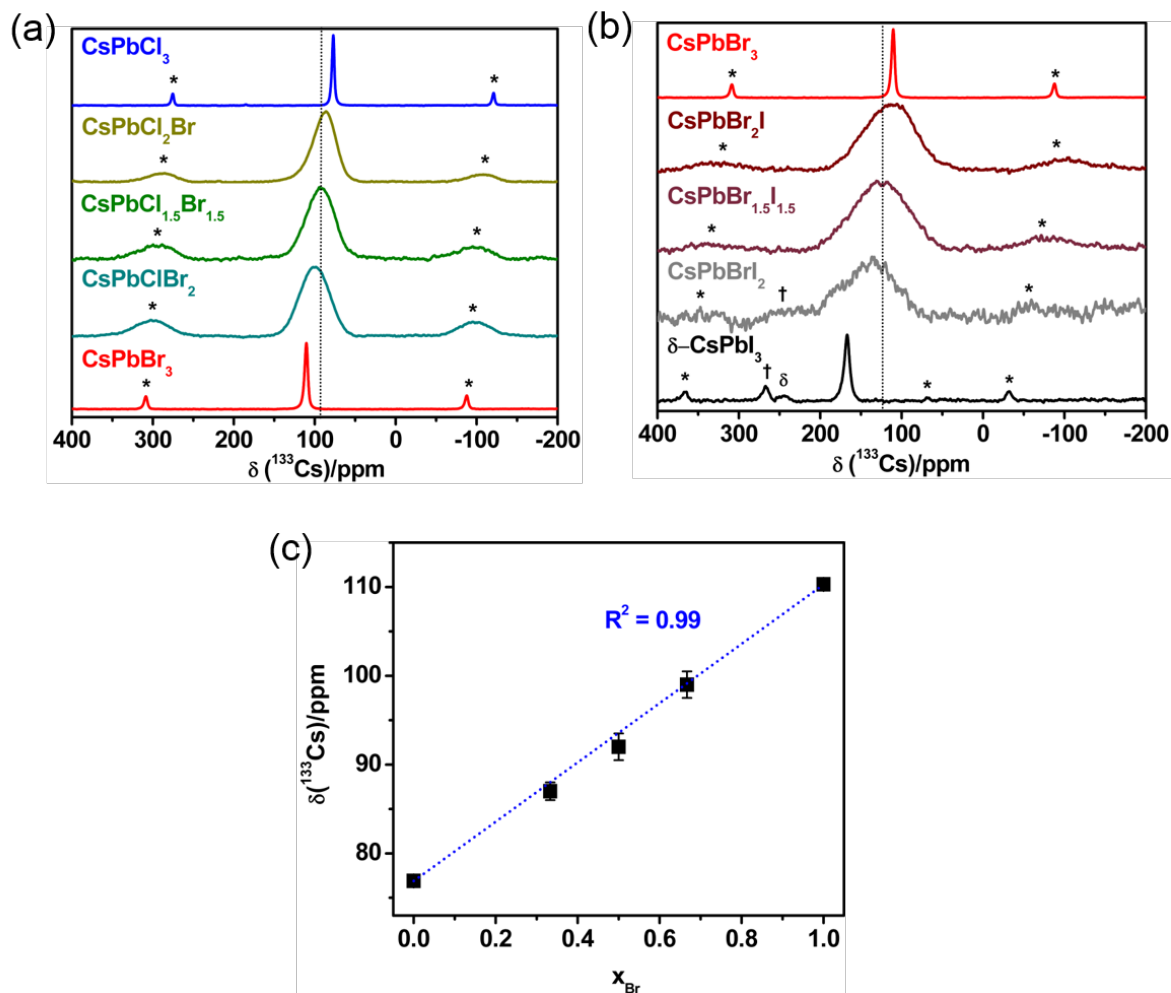 (a)
CsPbCl₃
* *
CsPbCl₂Br
* *
CsPbCl₁.₅Br₁.₅
* *
CsPbClBr₂
* *
CsPbBr₃
* *
400 300 200 100 0 -100 -200
δ (¹³³Cs)/ppm
(b)
CsPbBr₃
* *
CsPbBr₂I
* *
CsPbBr₁.₅I₁.₅
* *
CsPbBrI₂
* † *
δ–CsPbI₃
* † δ * *
400 300 200 100 0 -100 -200
δ (¹³³Cs)/ppm
(c)
110
100
90
80
δ(¹³³Cs)/ppm
R² = 0.99
0.0 0.2 0.4 0.6 0.8 1.0
x_Br